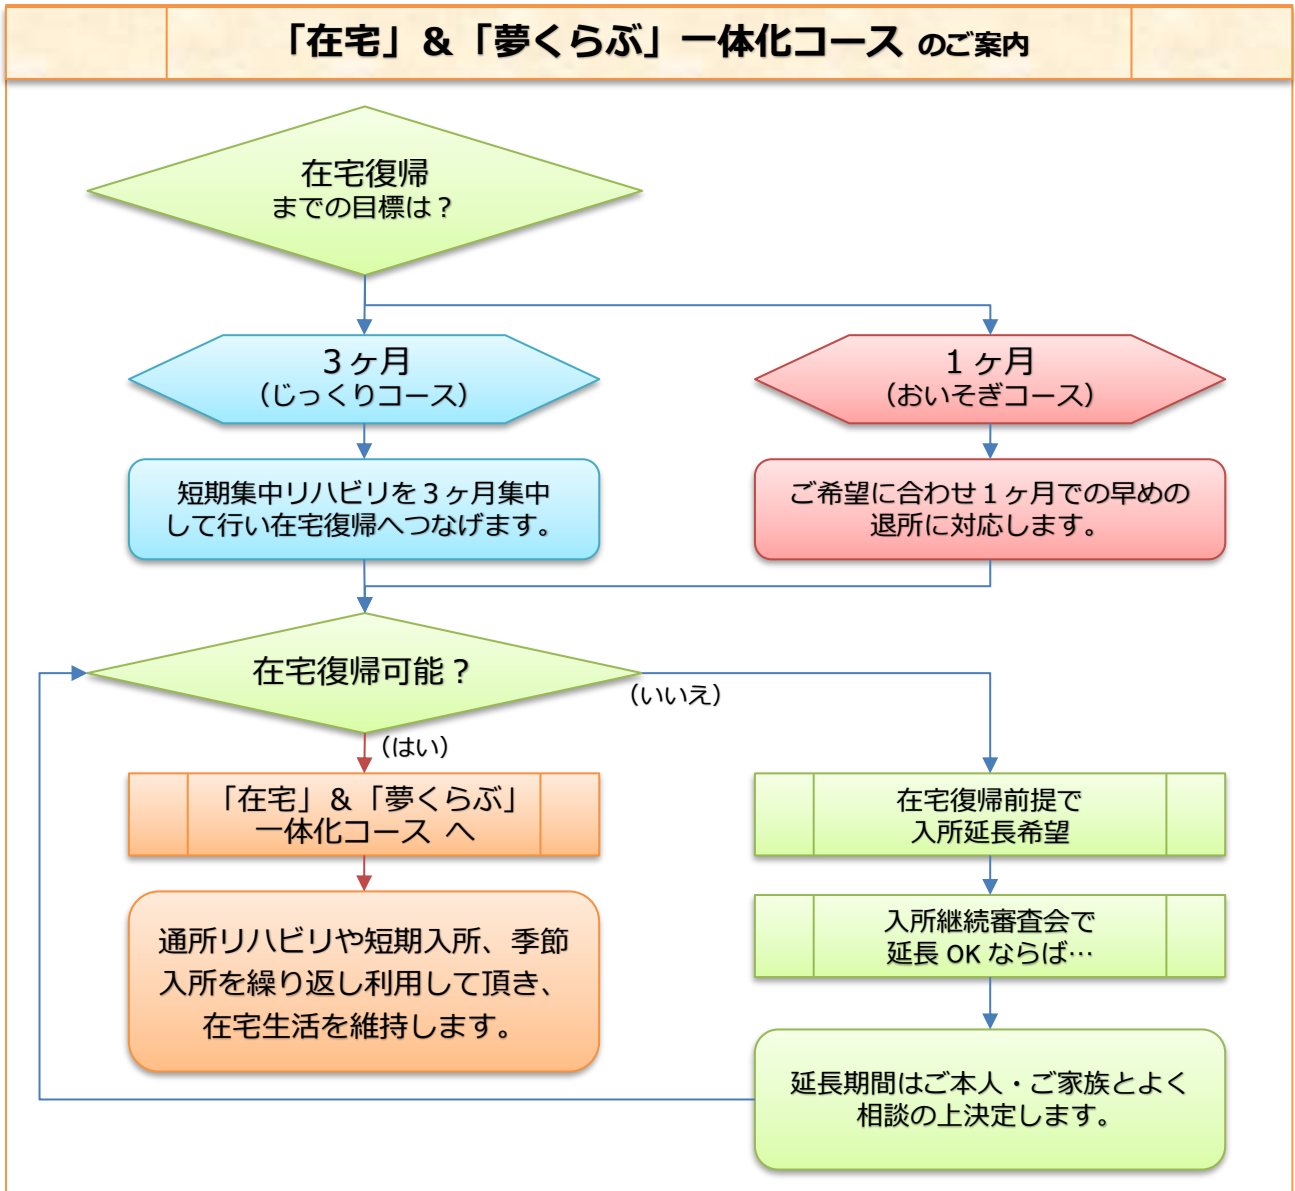 「在宅」＆「夢くらぶ」一体化コース のご案内
在宅復帰
までの目標は？
３ヶ月
（じっくりコース）
１ヶ月
（おいそぎコース）
短期集中リハビリを３ヶ月集中
して行い在宅復帰へつなげます。
ご希望に合わせ１ヶ月での早めの
退所に対応します。
在宅復帰可能？
（いいえ）
（はい）
「在宅」＆「夢くらぶ」
一体化コース へ
在宅復帰前提で
入所延長希望
通所リハビリや短期入所、季節
入所を繰り返し利用して頂き、
在宅生活を維持します。
入所継続審査会で
延長 OK ならば…
延長期間はご本人・ご家族とよく
相談の上決定します。